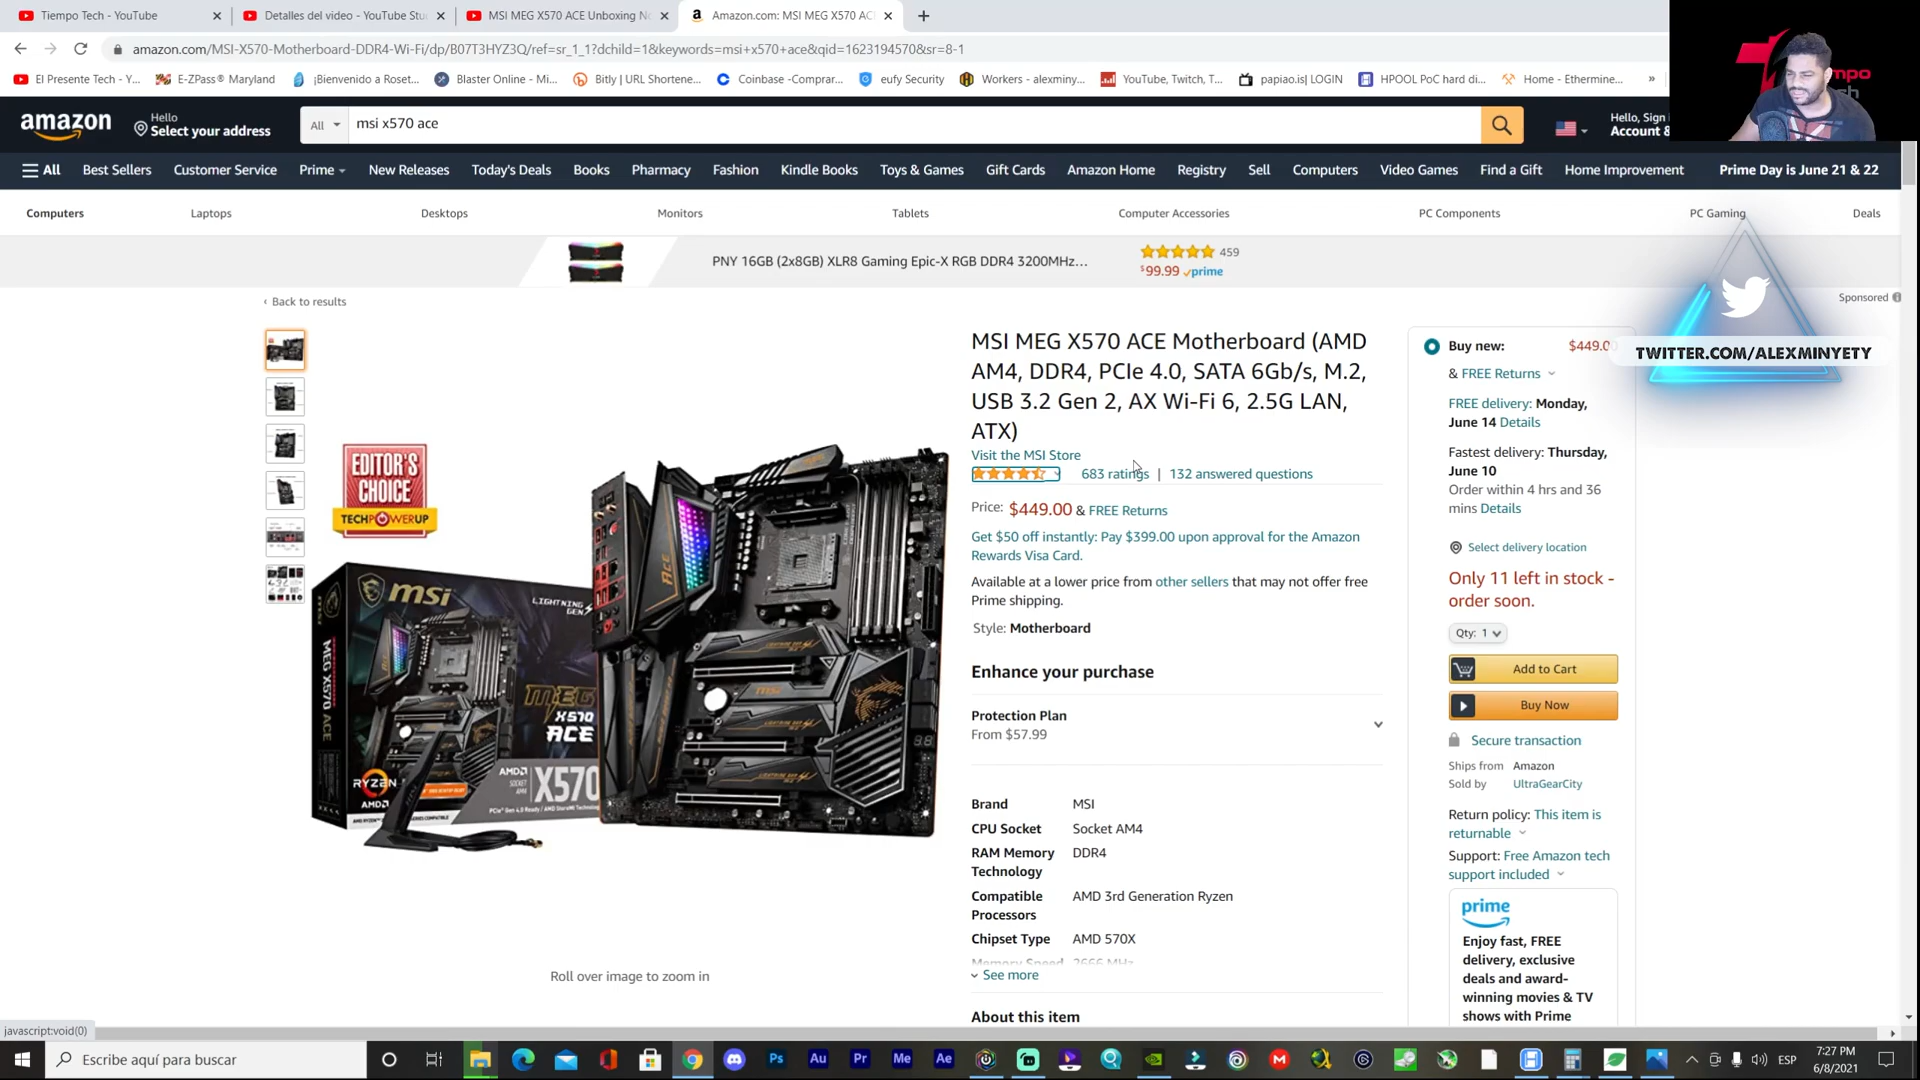 Tiempo Tech - YouTube
Detalles del video - YouTube Stu
MSI MEG X570 ACE Unboxing N
Amazon.com: MSI MEG X570 ACE
amazon.com/MSI-X570-Motherboard-DDR4-Wi-Fi/dp/B07T3HYZ3Q/ref=sr_1_1?dchild=1&keywords=msi+x570+ace&qid=1623194570&sr=8-1
El Presente Tech - Y...
E-ZPass® Maryland
¡Bienvenido a Roset...
Blaster Online - Mi...
Bitly | URL Shortene...
Coinbase -Comprar...
eufy Security
Workers - alexminy...
YouTube, Twitch, T...
papiao.is| LOGIN
HPOOL PoC hard di...
Home - Ethermine...
»
amazon
Hello
Select your address
All
msi x570 ace
Hello, Sign
Account &
All
Best Sellers
Customer Service
Prime
New Releases
Today's Deals
Books
Pharmacy
Fashion
Kindle Books
Toys & Games
Gift Cards
Amazon Home
Registry
Sell
Computers
Video Games
Find a Gift
Home Improvement
Prime Day is June 21 & 22
Computers
Laptops
Desktops
Monitors
Tablets
Computer Accessories
PC Components
PC Gaming
Deals
PNY 16GB (2x8GB) XLR8 Gaming Epic-X RGB DDR4 3200MHz...
459
$99.99 prime
Sponsored
‹ Back to results
TWITTER.COM/ALEXMINYETY
EDITOR'S
CHOICE
TECHPOWERUP
msi
LIGHTNING
GEN
MEG
X570
ACE
MEG X570 ACE
RYZEN
AMD
AMD
SOCKET
AM4
X570
Ace
msi
Roll over image to zoom in
MSI MEG X570 ACE Motherboard (AMD
AM4, DDR4, PCIe 4.0, SATA 6Gb/s, M.2,
USB 3.2 Gen 2, AX Wi-Fi 6, 2.5G LAN,
ATX)
Visit the MSI Store
683 ratings | 132 answered questions
Price: $449.00 & FREE Returns
Get $50 off instantly: Pay $399.00 upon approval for the Amazon
Rewards Visa Card.
Available at a lower price from other sellers that may not offer free
Prime shipping.
Style: Motherboard
Enhance your purchase
Protection Plan
From $57.99
Brand MSI
CPU Socket Socket AM4
RAM Memory DDR4
Technology
Compatible AMD 3rd Generation Ryzen
Processors
Chipset Type AMD 570X
Memory Speed 2666 MHz
See more
About this item
Buy new: $449.00
& FREE Returns
FREE delivery: Monday,
June 14 Details
Fastest delivery: Thursday,
June 10
Order within 4 hrs and 36
mins Details
Select delivery location
Only 11 left in stock -
order soon.
Qty: 1
Add to Cart
Buy Now
Secure transaction
Ships from Amazon
Sold by UltraGearCity
Return policy: This item is
returnable
Support: Free Amazon tech
support included
prime
Enjoy fast, FREE
delivery, exclusive
deals and award-
winning movies & TV
shows with Prime
javascript:void(0)
Escribe aquí para buscar
Ps
Au
Pr
Me
Ae
ESP
7:27 PM
6/8/2021